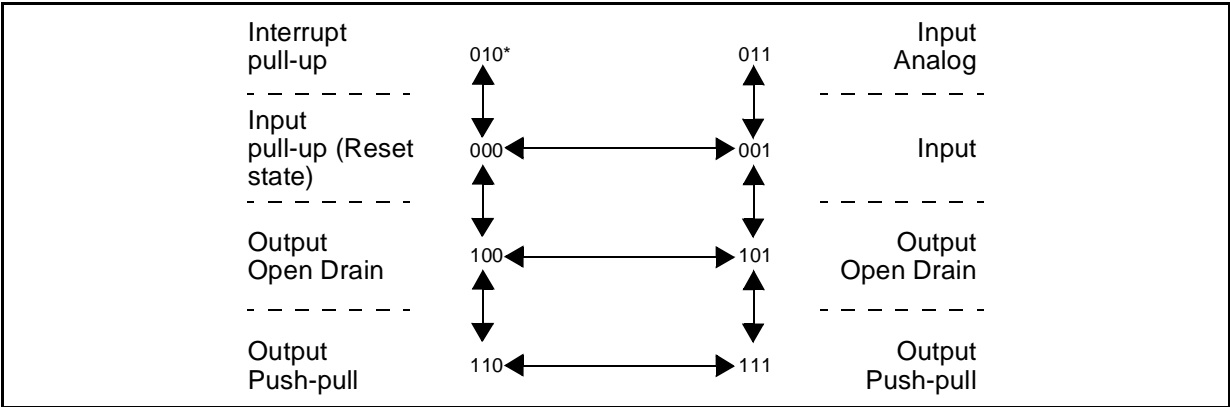 Interrupt
pull-up
010*
011
Input
Analog
Input
pull-up (Reset
state)
000
001
Input
Output
Open Drain
100
101
Output
Open Drain
Output
Push-pull
110
111
Output
Push-pull